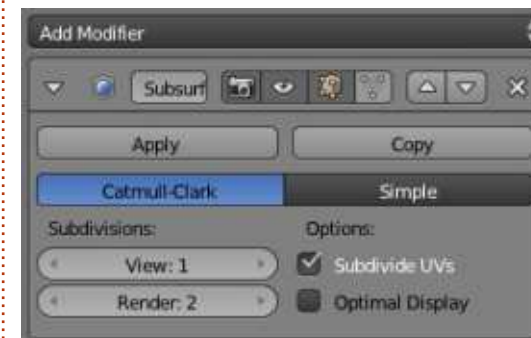 Add Modifier
Subsurf
Apply Copy
Catmull-Clark Simple
Subdivisions: Options:
View: 1 Subdivide UVs
Render: 2 Optimal Display